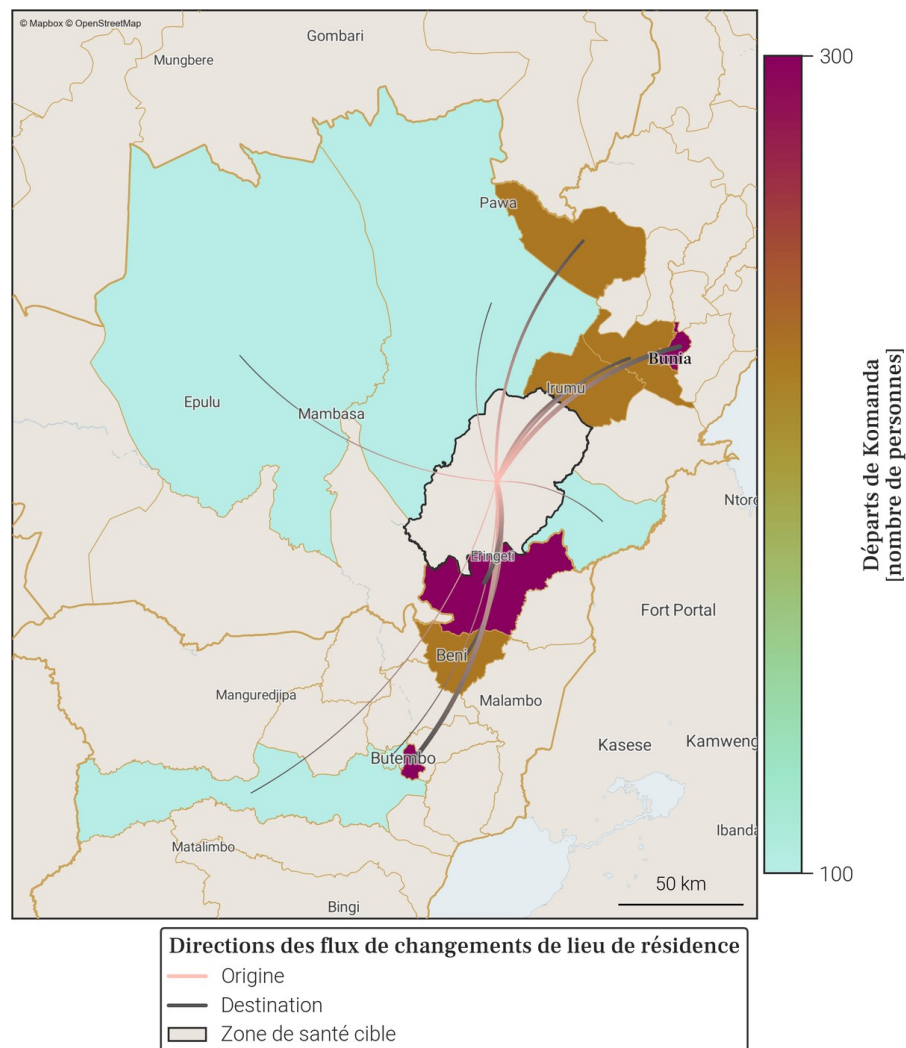 © Mapbox © OpenStreetMap
Gombari
Mungbere
300
Pawa
Bunia
Irumu
Epulu
Mambasa
Départs de Komanda
[nombre de personnes]
Eringeti
Fort Portal
Beni
Manguredjipa
Malambo
Kasese
Kamweng
Butembo
Ibanda
Matalimbo
100
50 km
Bingi
Directions des flux de changements de lieu de résidence
Origine
Destination
Zone de santé cible